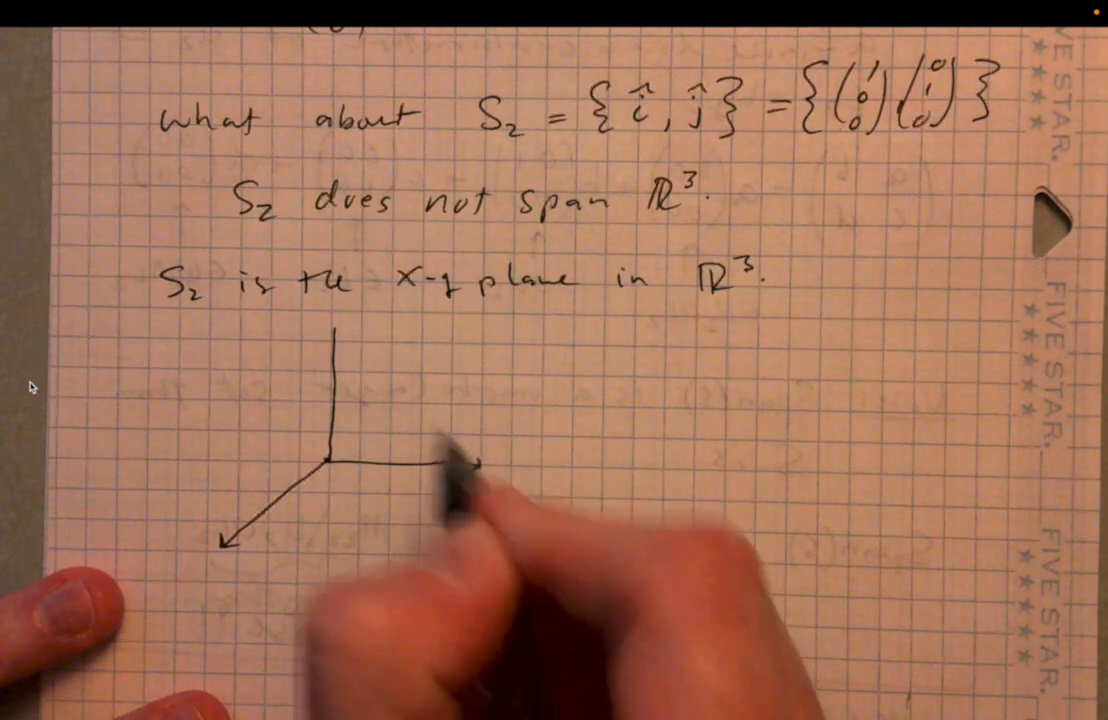 What about S₂ = { î , ĵ } = { (1 0 0) (0 1 0) }
S₂ does not span ℝ³.
S₂ is the x-y plane in ℝ³.
FIVE STAR.
FIVE STAR.
FIVE STAR.